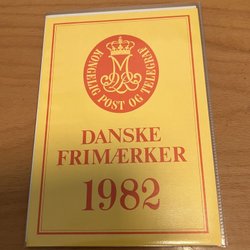 KONGELIG POST OG TELEGRAF
DANSKE
FRIMÆRKER
1982